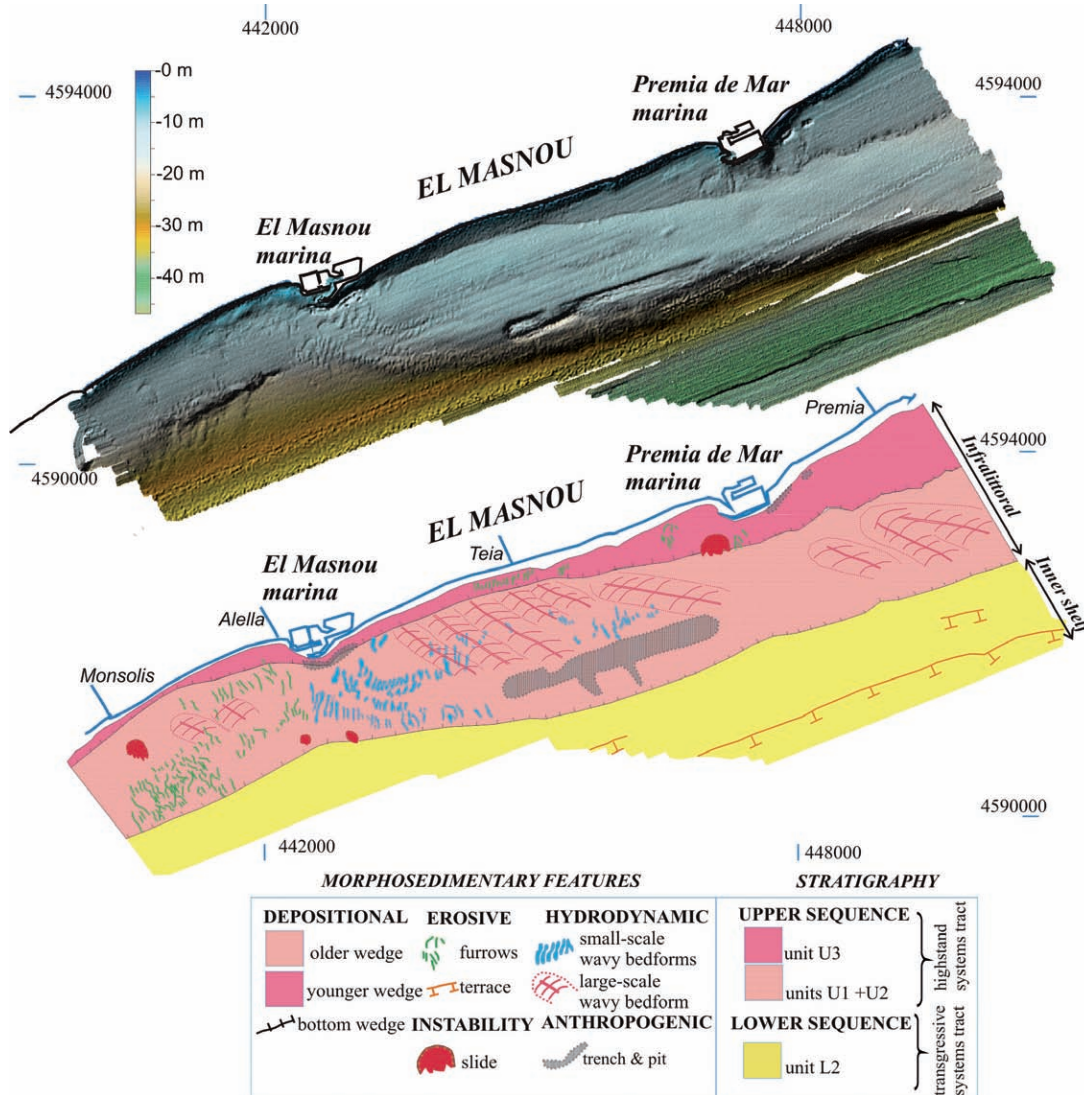 442000
448000
4594000
4594000
-0 m
-10 m
-20 m
-30 m
-40 m
Premia de Mar
marina
EL MASNOU
El Masnou
marina
4590000
Premia
4594000
Infralittoral
Premia de Mar
marina
EL MASNOU
Teia
El Masnou
marina
Alella
Inner shelf
Monsolis
4590000
442000
448000
MORPHOSEDIMENTARY FEATURES
DEPOSITIONAL
older wedge
younger wedge
bottom wedge
EROSIVE
furrows
terrace
INSTABILITY
slide
HYDRODYNAMIC
small-scale
wavy bedforms
large-scale
wavy bedform
ANTHROPOGENIC
trench & pit
STRATIGRAPHY
UPPER SEQUENCE
unit U3
units U1 +U2
highstand
systems tract
LOWER SEQUENCE
unit L2
transgressive
systems tract